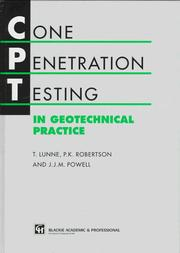 CONE
PENETRATION
TESTING
IN GEOTECHNICAL
PRACTICE
T. LUNNE, P.K. ROBERTSON
AND J.J.M. POWELL
BLACKIE ACADEMIC & PROFESSIONAL